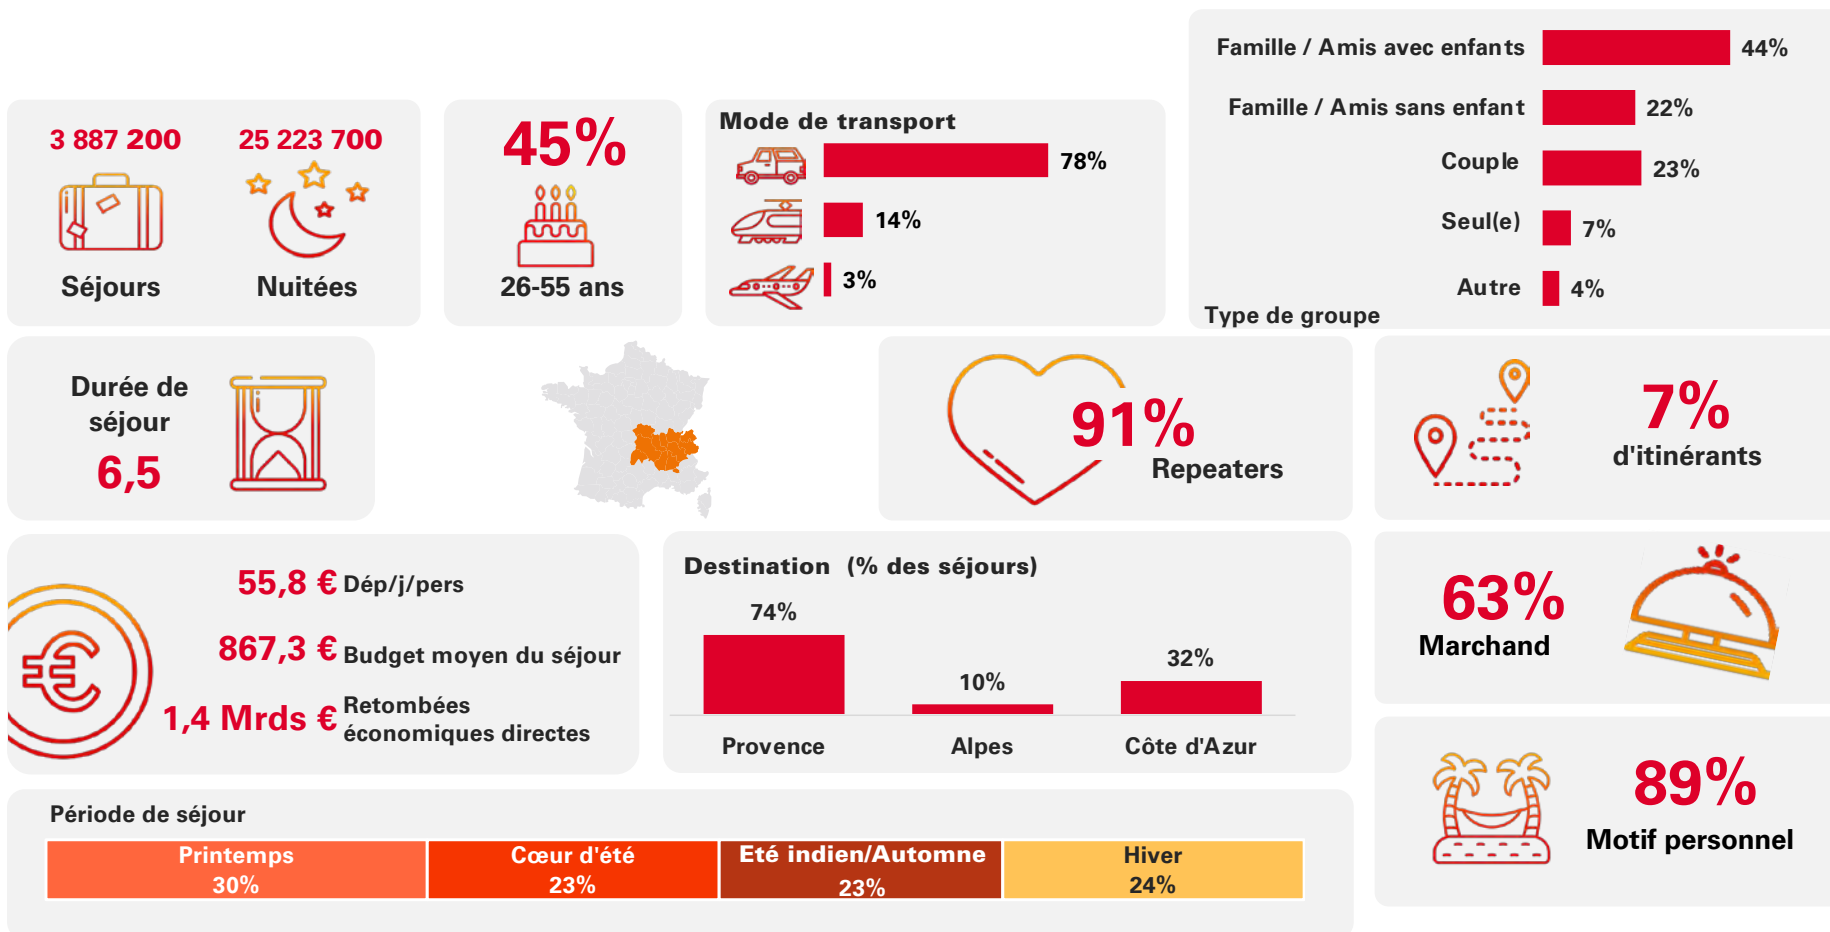 3 887 200
25 223 700
Séjours
Nuitées
45%
26-55 ans
Mode de transport
78%
14%
3%
Famille / Amis avec enfants
44%
Famille / Amis sans enfant
22%
Couple
23%
Seul(e)
7%
Autre
4%
Type de groupe
Durée de
séjour
6,5
91%
Repeaters
7%
d'itinérants
55,8 € Dép/j/pers
867,3 € Budget moyen du séjour
1,4 Mrds € Retombées
économiques directes
Destination (% des séjours)
74%
10%
32%
Provence
Alpes
Côte d'Azur
63%
Marchand
89%
Motif personnel
Période de séjour
Printemps
30%
Cœur d'été
23%
Eté indien/Automne
23%
Hiver
24%